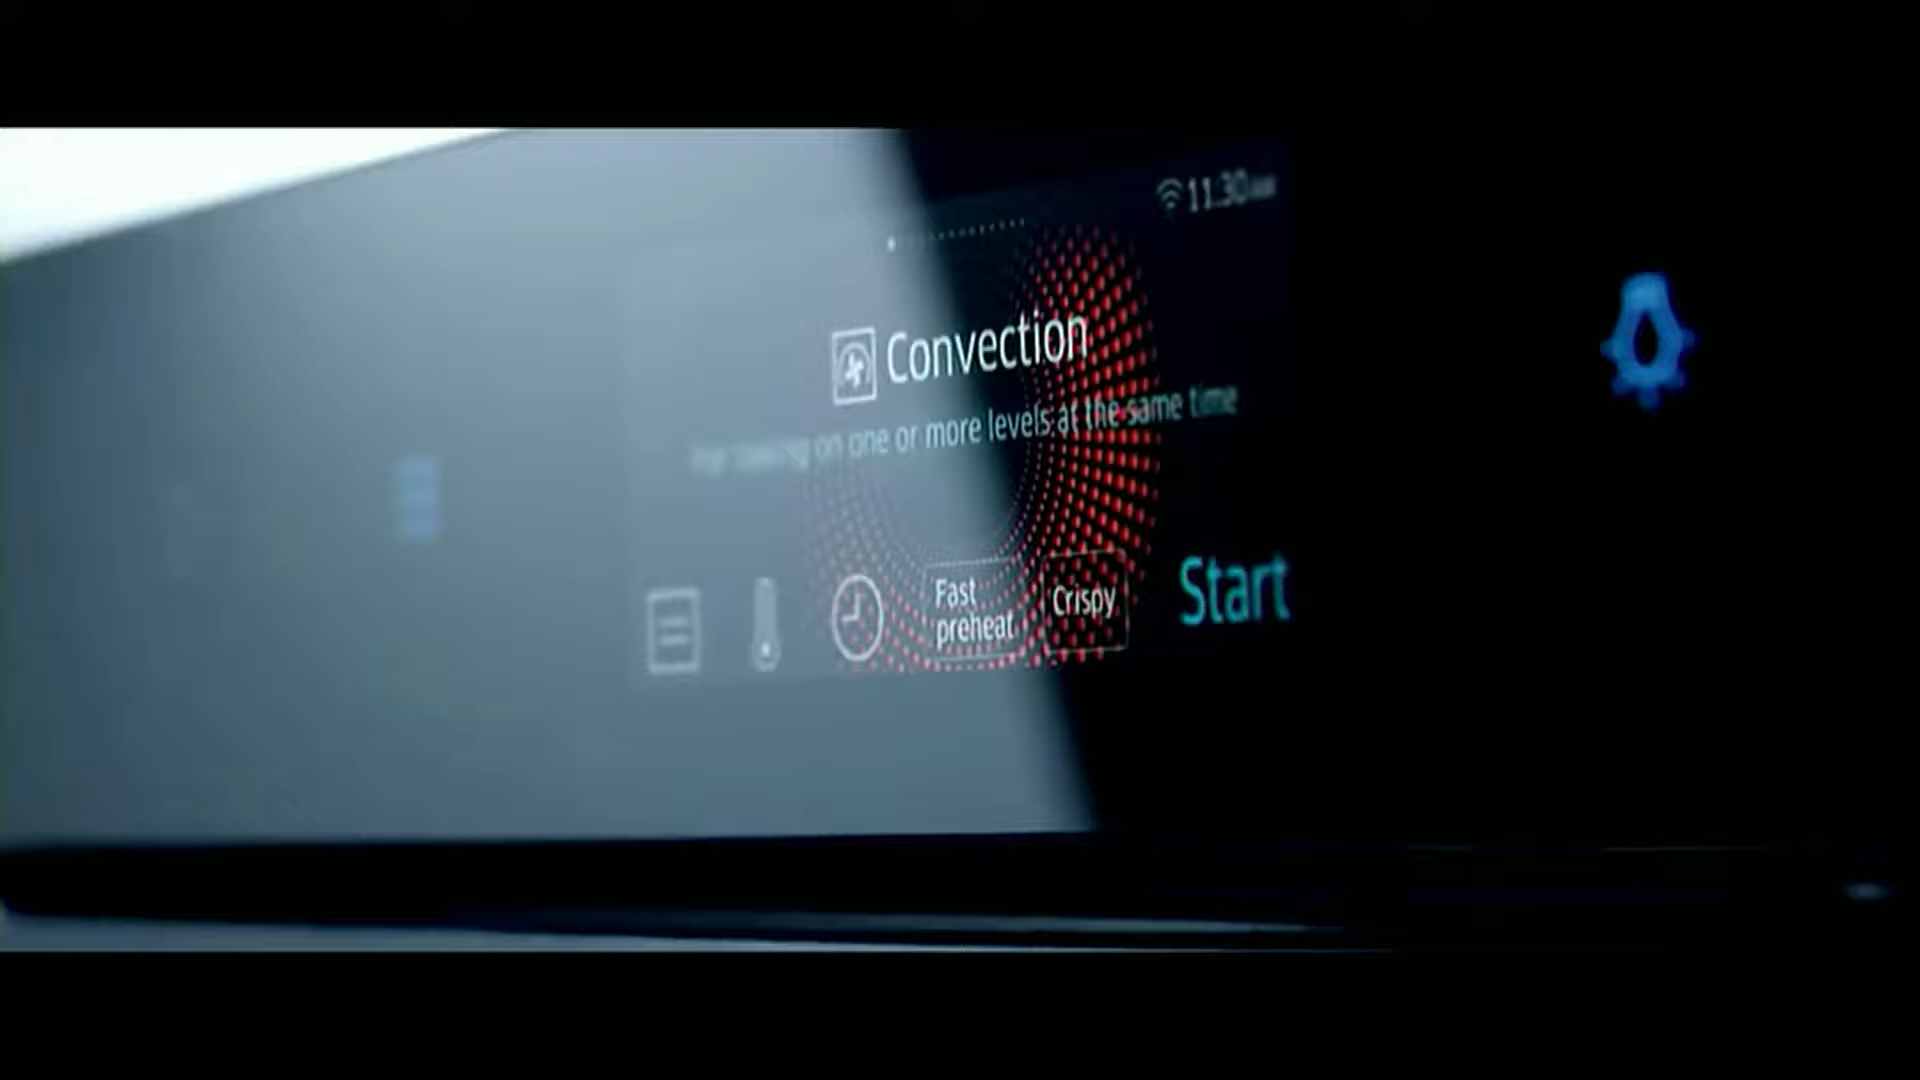 11:30
Convection
on one or more levels at the same time
Fast
preheat
Crispy
Start